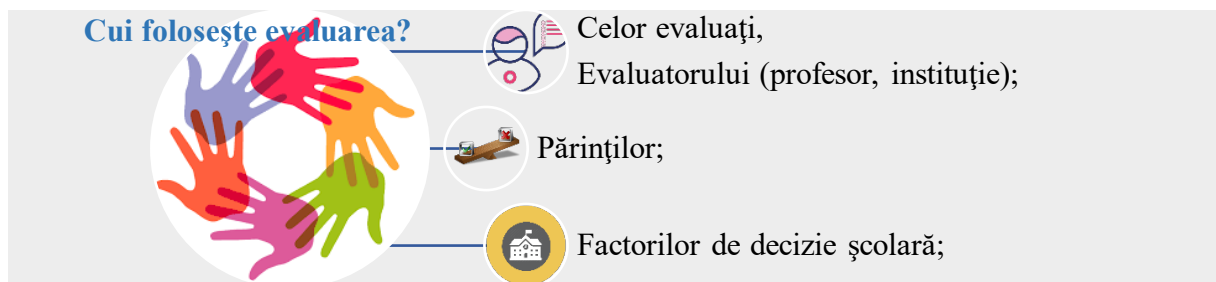 Cui foloseşte evaluarea?
Celor evaluaţi,
Evaluatorului (profesor, instituţie);
Părinţilor;
Factorilor de decizie şcolară;